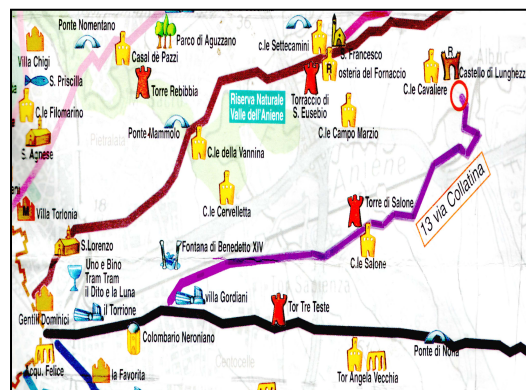 Ponte Nomentano
Villa Chigi
Casal de Pazzi
Parco di Aguzzano
c.le Settecamini
S. Francesco
R
osteria del Fornaccio
R
Castello di Lunghezza
C.le Cavaliere
S. Priscilla
Torre Rebibbia
C.le Filomarino
Riserva Naturale
Valle dell'Aniene
Torraccio di
S. Eusebio
C.le Campo Marzio
Ponte Mammolo
S. Agnese
C.le della Vannina
ANIENE
C.le Cervelletta
Torre di Salone
13 via Collatina
Villa Torlonia
S.Lorenzo
Fontana di Benedetto XIV
C.le Salone
Uno e Bino
Tram Tram
il Dito e la Luna
villa Gordiani
Gentili Dominici
il Torrione
Tor Tre Teste
Colombario Neroniano
Ponte di Nona
Acqu. Felice
la Favorita
Centocelle
Tor Angela Vecchia